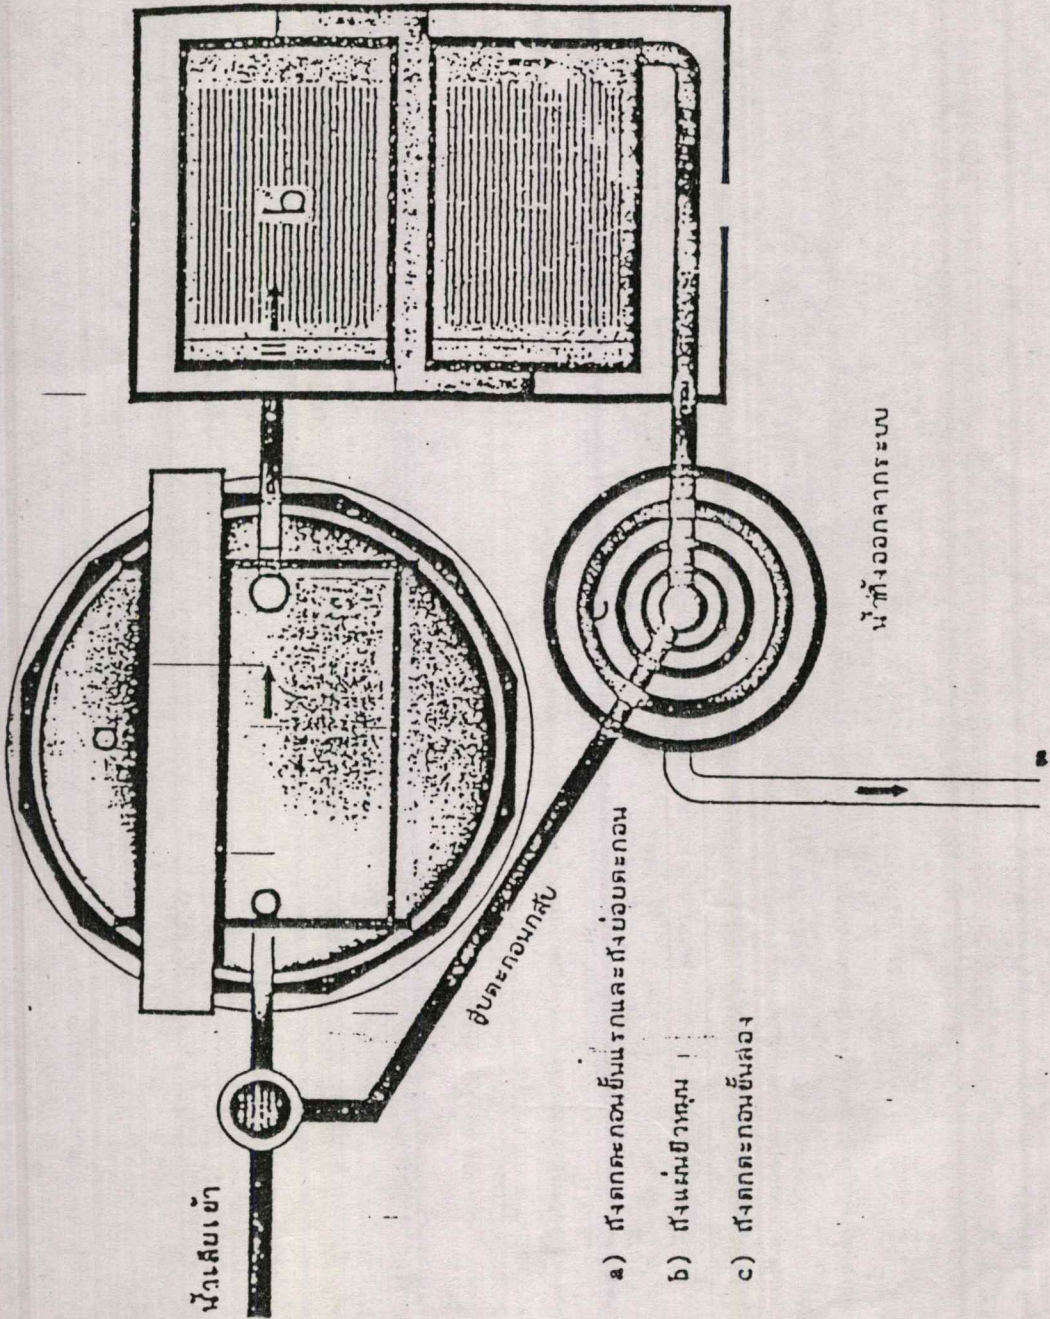 น้ำเสียเข้า
a
b
c
สูบตะกอนกลับ
น้ำทิ้งออกจากระบบ
a) ถังตกตะกอนขั้นแรกและถังย่อยตะกอน
b) ถังแผ่นชีวหมุน
c) ถังตกตะกอนขั้นสอง